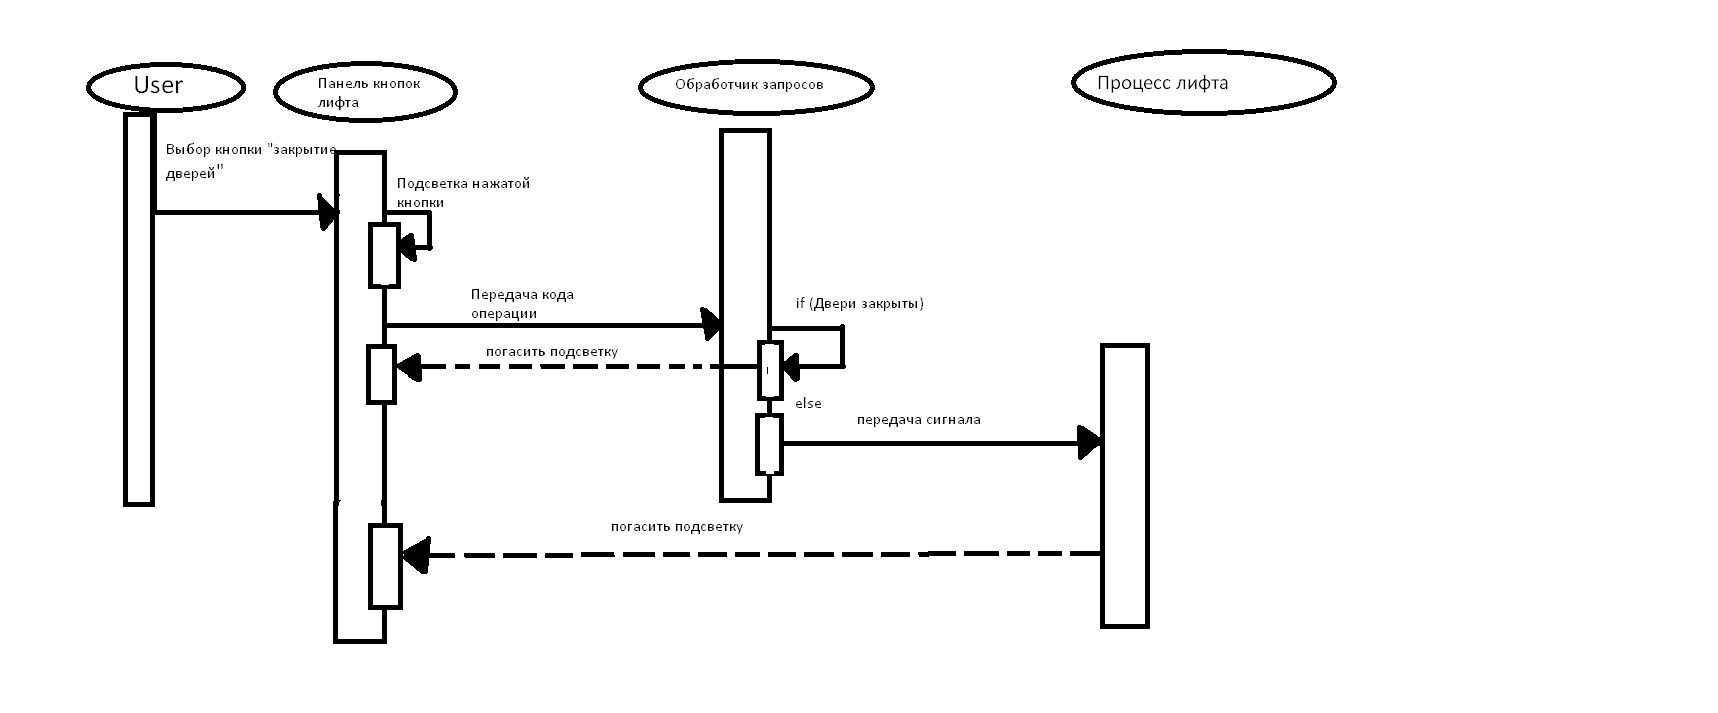 User
Панель кнопок
лифта
Обработчик запросов
Процесс лифта
Выбор кнопки "закрытие
дверей"
Подсветка нажатой
кнопки
Передача кода
операции
if (Двери закрыты)
погасить подсветку
else
передача сигнала
погасить подсветку